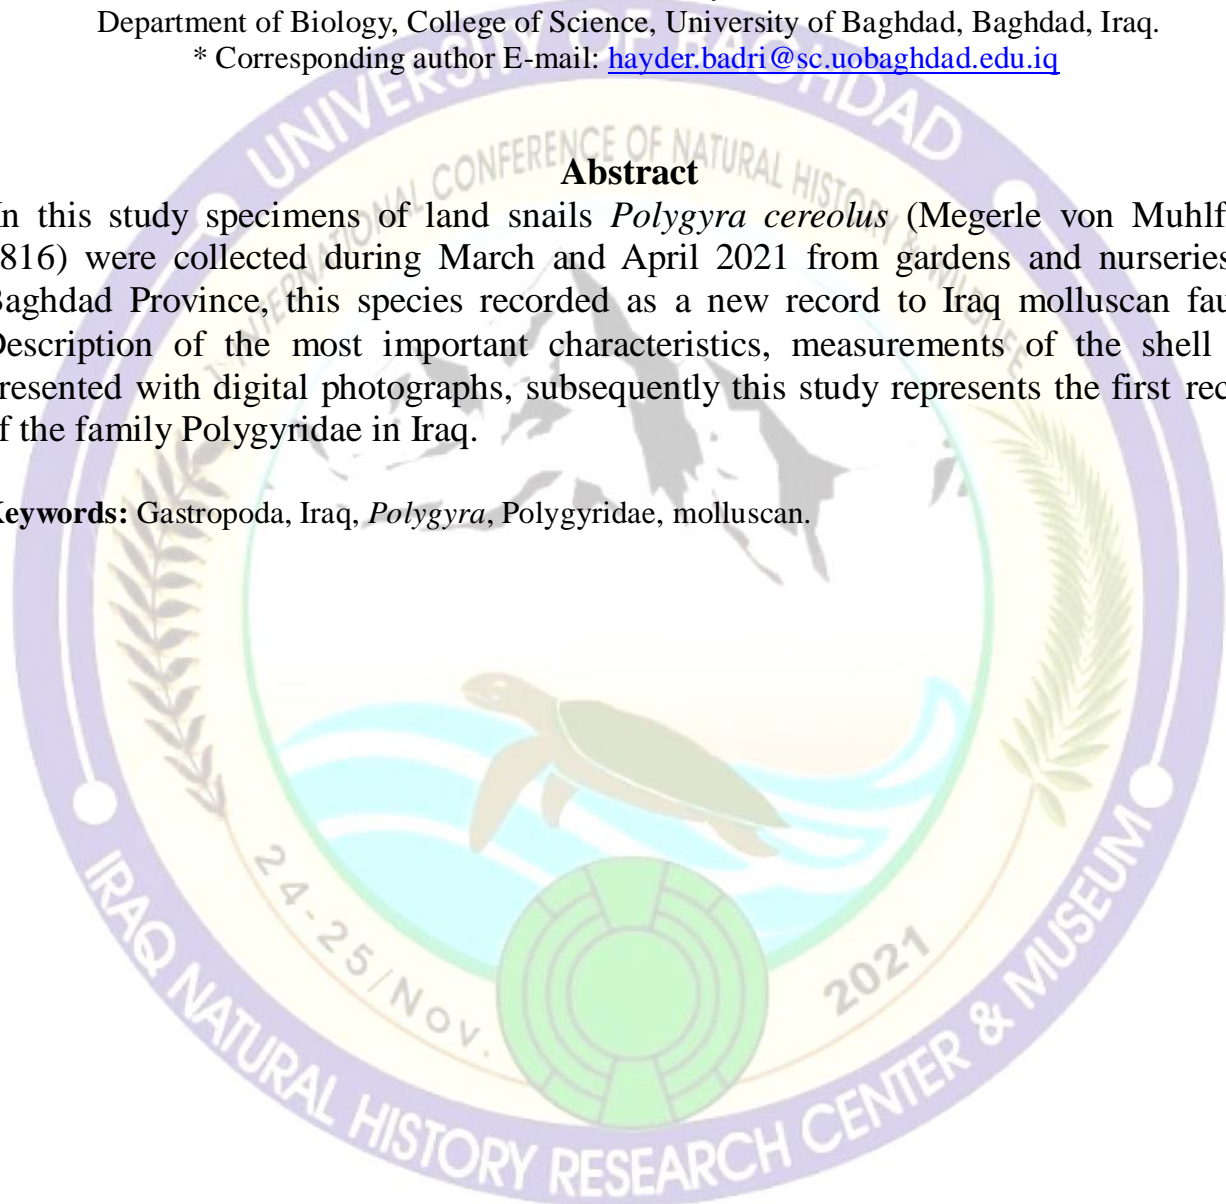 Department of Biology, College of Science, University of Baghdad, Baghdad, Iraq.
* Corresponding author E-mail: hayder.badri@sc.uobaghdad.edu.iq
Abstract
In this study specimens of land snails Polygyra cereolus (Megerle von Muhlf
816) were collected during March and April 2021 from gardens and nurseries
Baghdad Province, this species recorded as a new record to Iraq molluscan fau
Description of the most important characteristics, measurements of the shell
resented with digital photographs, subsequently this study represents the first rec
f the family Polygyridae in Iraq.
Keywords: Gastropoda, Iraq, Polygyra, Polygyridae, molluscan.
UNIVERSITY OF BAGHDAD
INTERNATIONAL CONFERENCE OF NATURAL HISTORY & WILDLIFE
24-25/Nov. 2021
IRAQ NATURAL HISTORY RESEARCH CENTER & MUSEUM